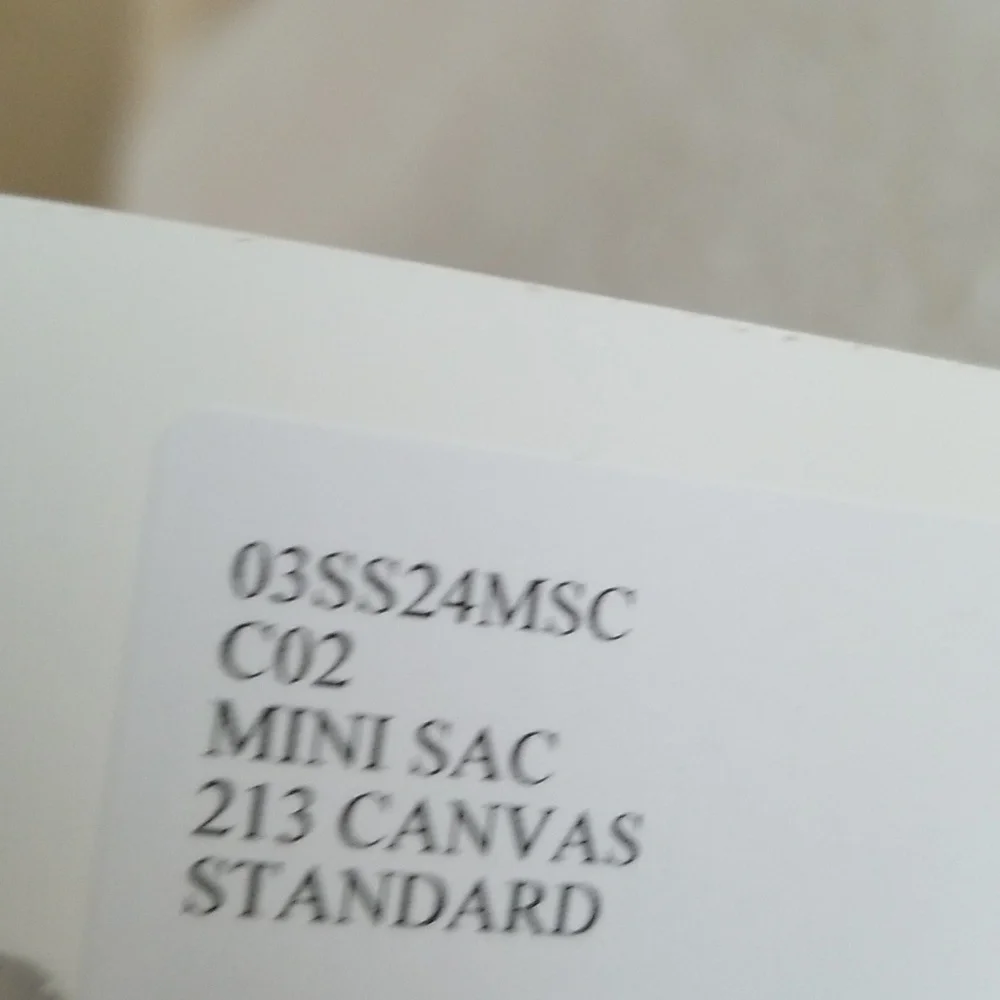 03SS24MSC
C02
MINI SAC
213 CANVAS
STANDARD